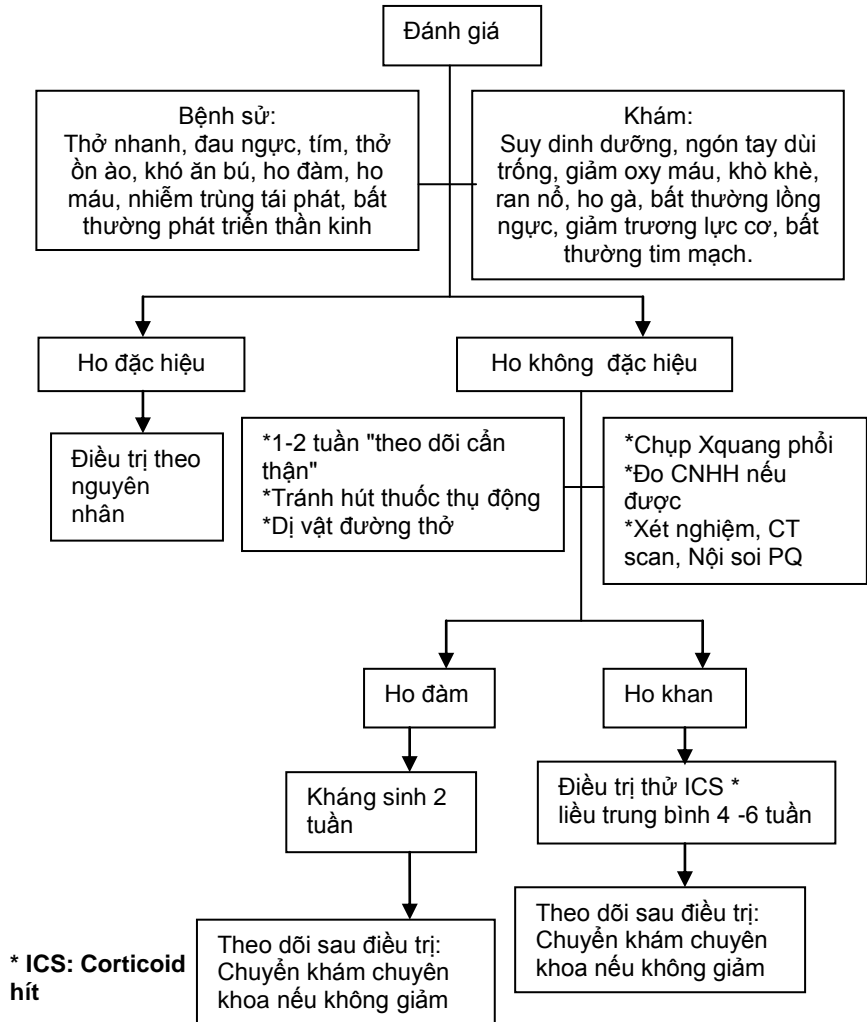 Đánh giá
Bệnh sử:
Thở nhanh, đau ngực, tím, thở
ồn ào, khó ăn bú, ho đàm, ho
máu, nhiễm trùng tái phát, bất
thường phát triển thần kinh
Khám:
Suy dinh dưỡng, ngón tay dùi
trống, giảm oxy máu, khò khè,
ran nổ, ho gà, bất thường lồng
ngực, giảm trương lực cơ, bất
thường tim mạch.
Ho đặc hiệu
Ho không đặc hiệu
Điều trị theo
nguyên
nhân
*1-2 tuần "theo dõi cẩn
thận"
*Tránh hút thuốc thụ động
*Dị vật đường thở
*Chụp Xquang phổi
*Đo CNHH nếu
được
*Xét nghiệm, CT
scan, Nội soi PQ
Ho đàm
Ho khan
Kháng sinh 2
tuần
Điều trị thử ICS *
liều trung bình 4 -6 tuần
Theo dõi sau điều trị:
Chuyển khám chuyên
khoa nếu không giảm
Theo dõi sau điều trị:
Chuyển khám chuyên
khoa nếu không giảm
* ICS: Corticoid
hít